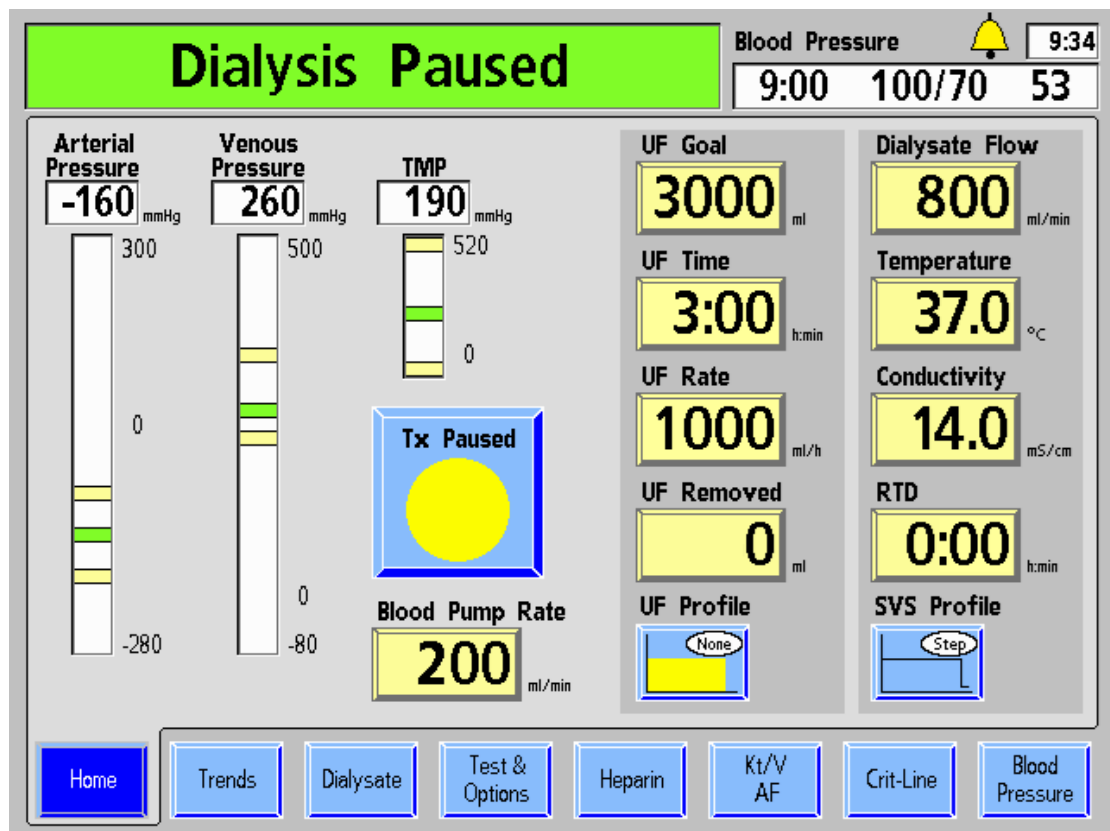 Dialysis Paused
Blood Pressure
9:34
9:00 100/70 53
Arterial
Pressure
-160 mmHg
300
0
-280
Venous
Pressure
260 mmHg
500
0
-80
TMP
190 mmHg
520
0
Tx Paused
Blood Pump Rate
200 ml/min
UF Goal
3000 ml
UF Time
3:00 h:min
UF Rate
1000 ml/h
UF Removed
0 ml
UF Profile
None
Dialysate Flow
800 ml/min
Temperature
37.0 °C
Conductivity
14.0 mS/cm
RTD
0:00 h:min
SVS Profile
Step
Home
Trends
Dialysate
Test &
Options
Heparin
Kt/V
AF
Crit-Line
Blood
Pressure